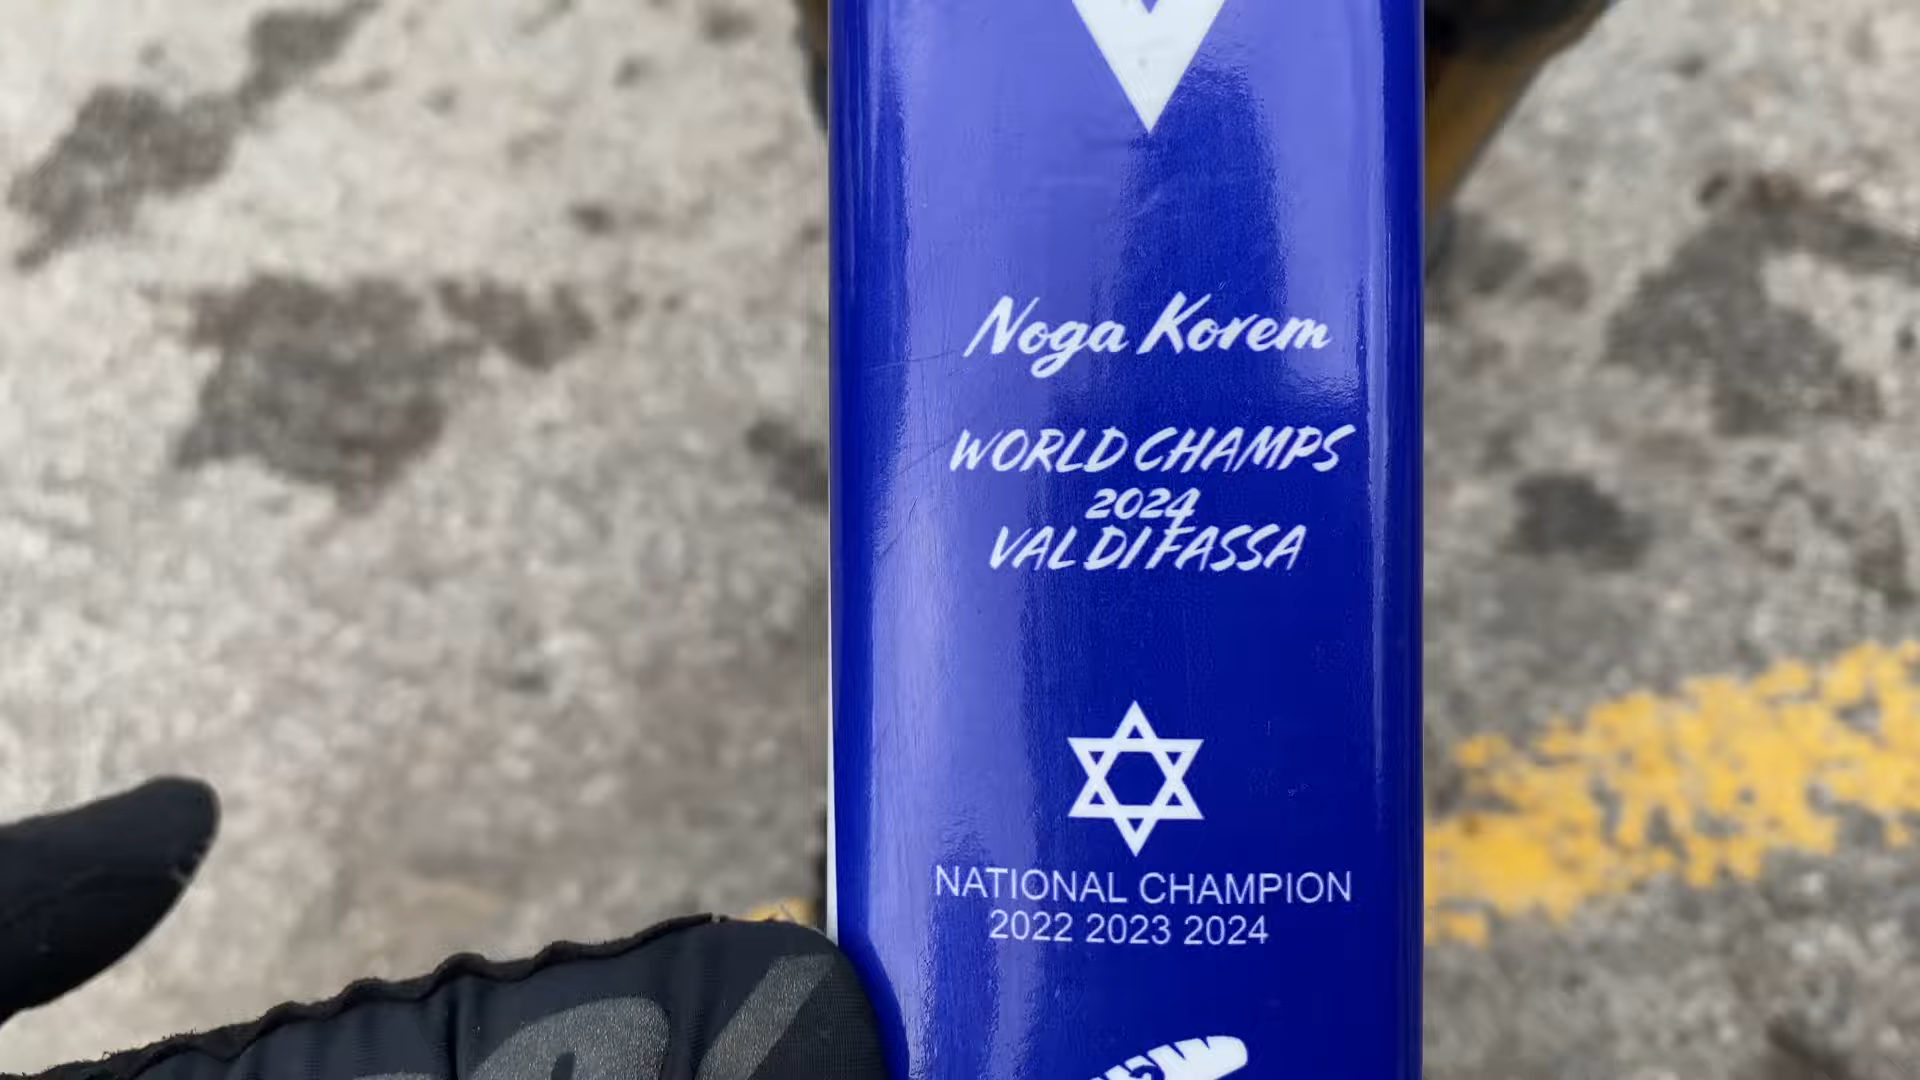 Noga Korem
WORLD CHAMPS
2024
VAL DI FASSA
NATIONAL CHAMPION
2022 2023 2024